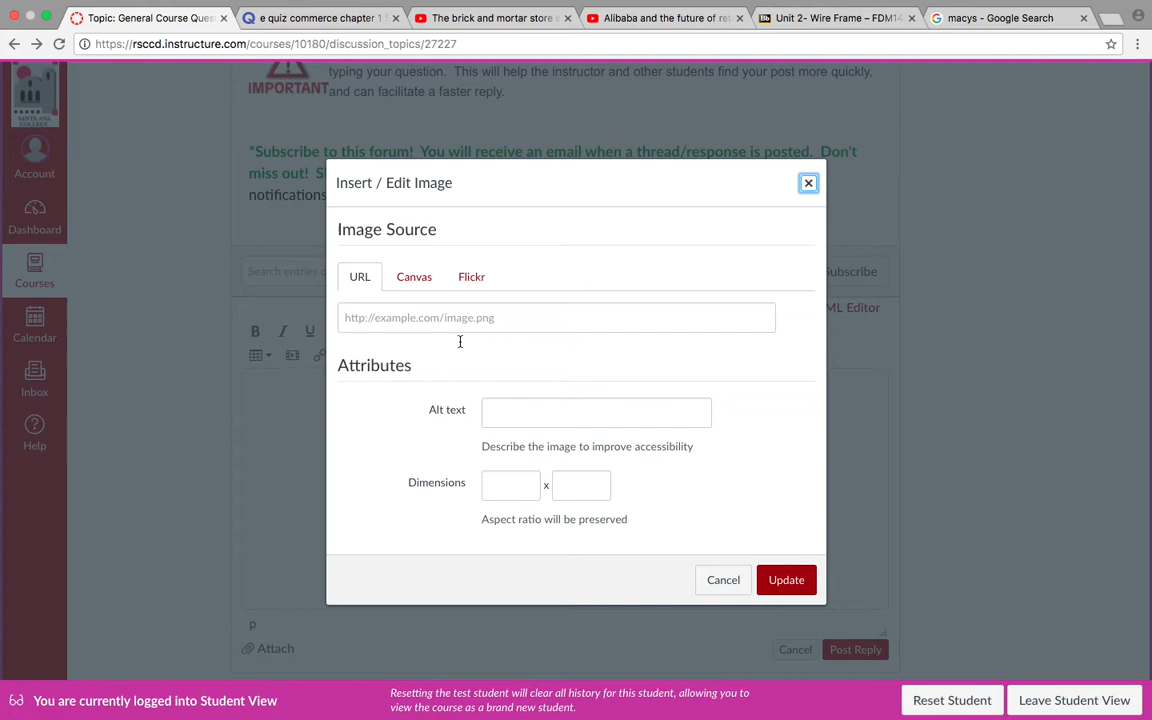 Topic: General Course Ques
e quiz commerce chapter 1
The brick and mortar store
Alibaba and the future of ret
Bb
Unit 2- Wire Frame – FDM14
macys - Google Search
https://rsccd.instructure.com/courses/10180/discussion_topics/27227
SANTA ANA
COLLEGE
Account
Dashboard
Courses
Calendar
Inbox
Help
IMPORTANT
typing your question. This will help the instructor and other students find your post more quickly,
and can facilitate a faster reply.
*Subscribe to this forum! You will receive an email when a thread/response is posted. Don't
miss out! S
notifications
Search entries o
Subscribe
ML Editor
B I U
p
Attach
Cancel
Post Reply
Insert / Edit Image
Image Source
URL
Canvas
Flickr
http://example.com/image.png
Attributes
Alt text
Describe the image to improve accessibility
Dimensions
x
Aspect ratio will be preserved
Cancel
Update
You are currently logged into Student View
Resetting the test student will clear all history for this student, allowing you to
view the course as a brand new student.
Reset Student
Leave Student View